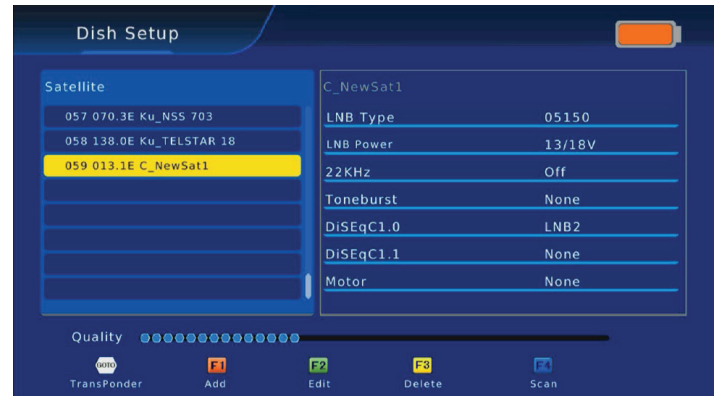 Dish Setup
Satellite
057 070.3E Ku_NSS 703
058 138.0E Ku_TELSTAR 18
059 013.1E C_NewSat1
C_NewSat1
LNB Type 05150
LNB Power 13/18V
22KHz Off
Toneburst None
DiSEqC1.0 LNB2
DiSEqC1.1 None
Motor None
Quality
GOTO F1 F2 F3 F4
TransPonder Add Edit Delete Scan